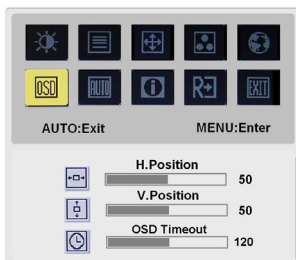 OSD AUTO i R EXIT
AUTO:Exit MENU:Enter
H.Position
50
V.Position
50
OSD Timeout
120